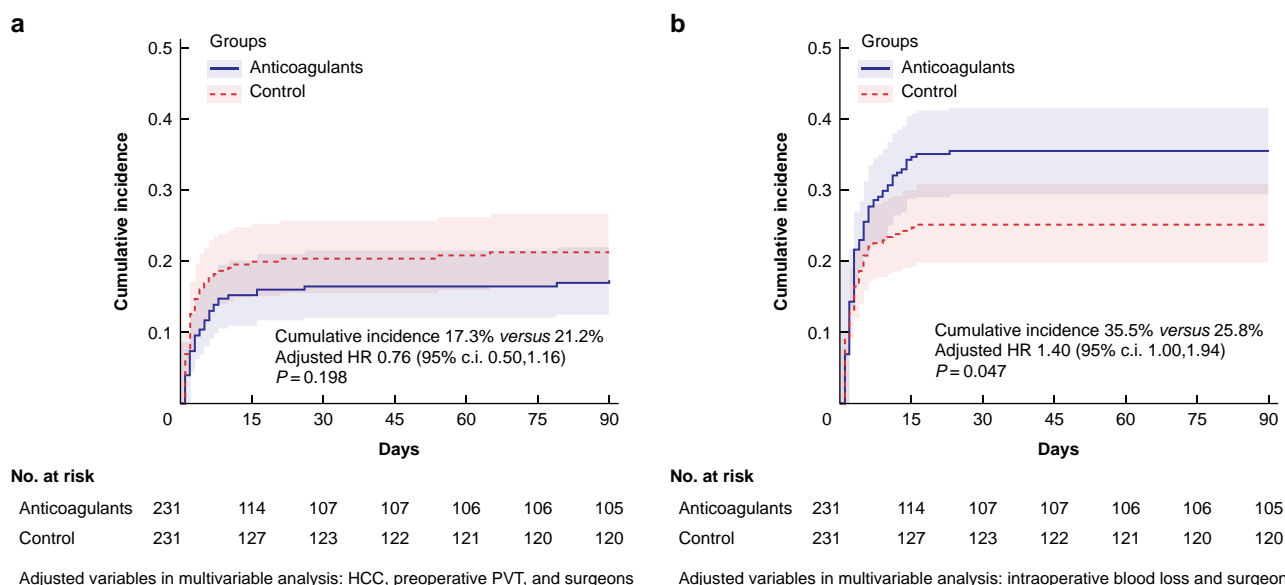 a
0.5
0.4
0.3
0.2
0.1
0
Cumulative incidence
Groups
Anticoagulants
Control
Cumulative incidence 17.3% versus 21.2%
Adjusted HR 0.76 (95% c.i. 0.50,1.16)
P = 0.198
15 30 45 60 75 90
Days
No. at risk
Anticoagulants 231 114 107 107 106 106 105
Control 231 127 123 122 121 120 120
Adjusted variables in multivariable analysis: HCC, preoperative PVT, and surgeons
b
0.5
0.4
0.3
0.2
0.1
0
Cumulative incidence
Groups
Anticoagulants
Control
Cumulative incidence 35.5% versus 25.8%
Adjusted HR 1.40 (95% c.i. 1.00,1.94)
P = 0.047
15 30 45 60 75 90
Days
No. at risk
Anticoagulants 231 114 107 107 106 106 105
Control 231 127 123 122 121 120 120
Adjusted variables in multivariable analysis: intraoperative blood loss and surgeon